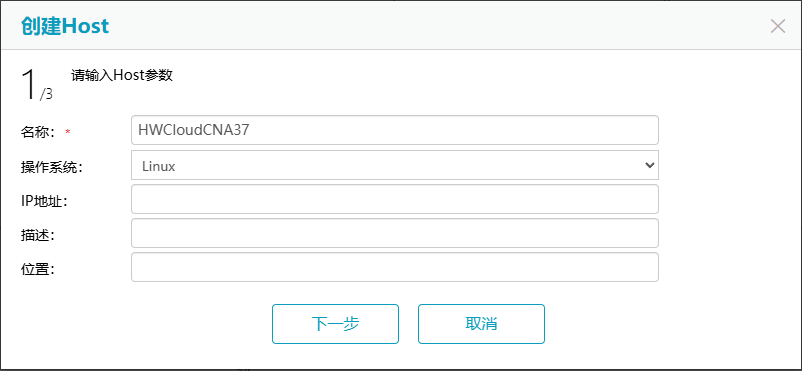 创建Host
1/3 请输入Host参数
名称：* HWCloudCNA37
操作系统： Linux
IP地址：
描述：
位置：
下一步 取消